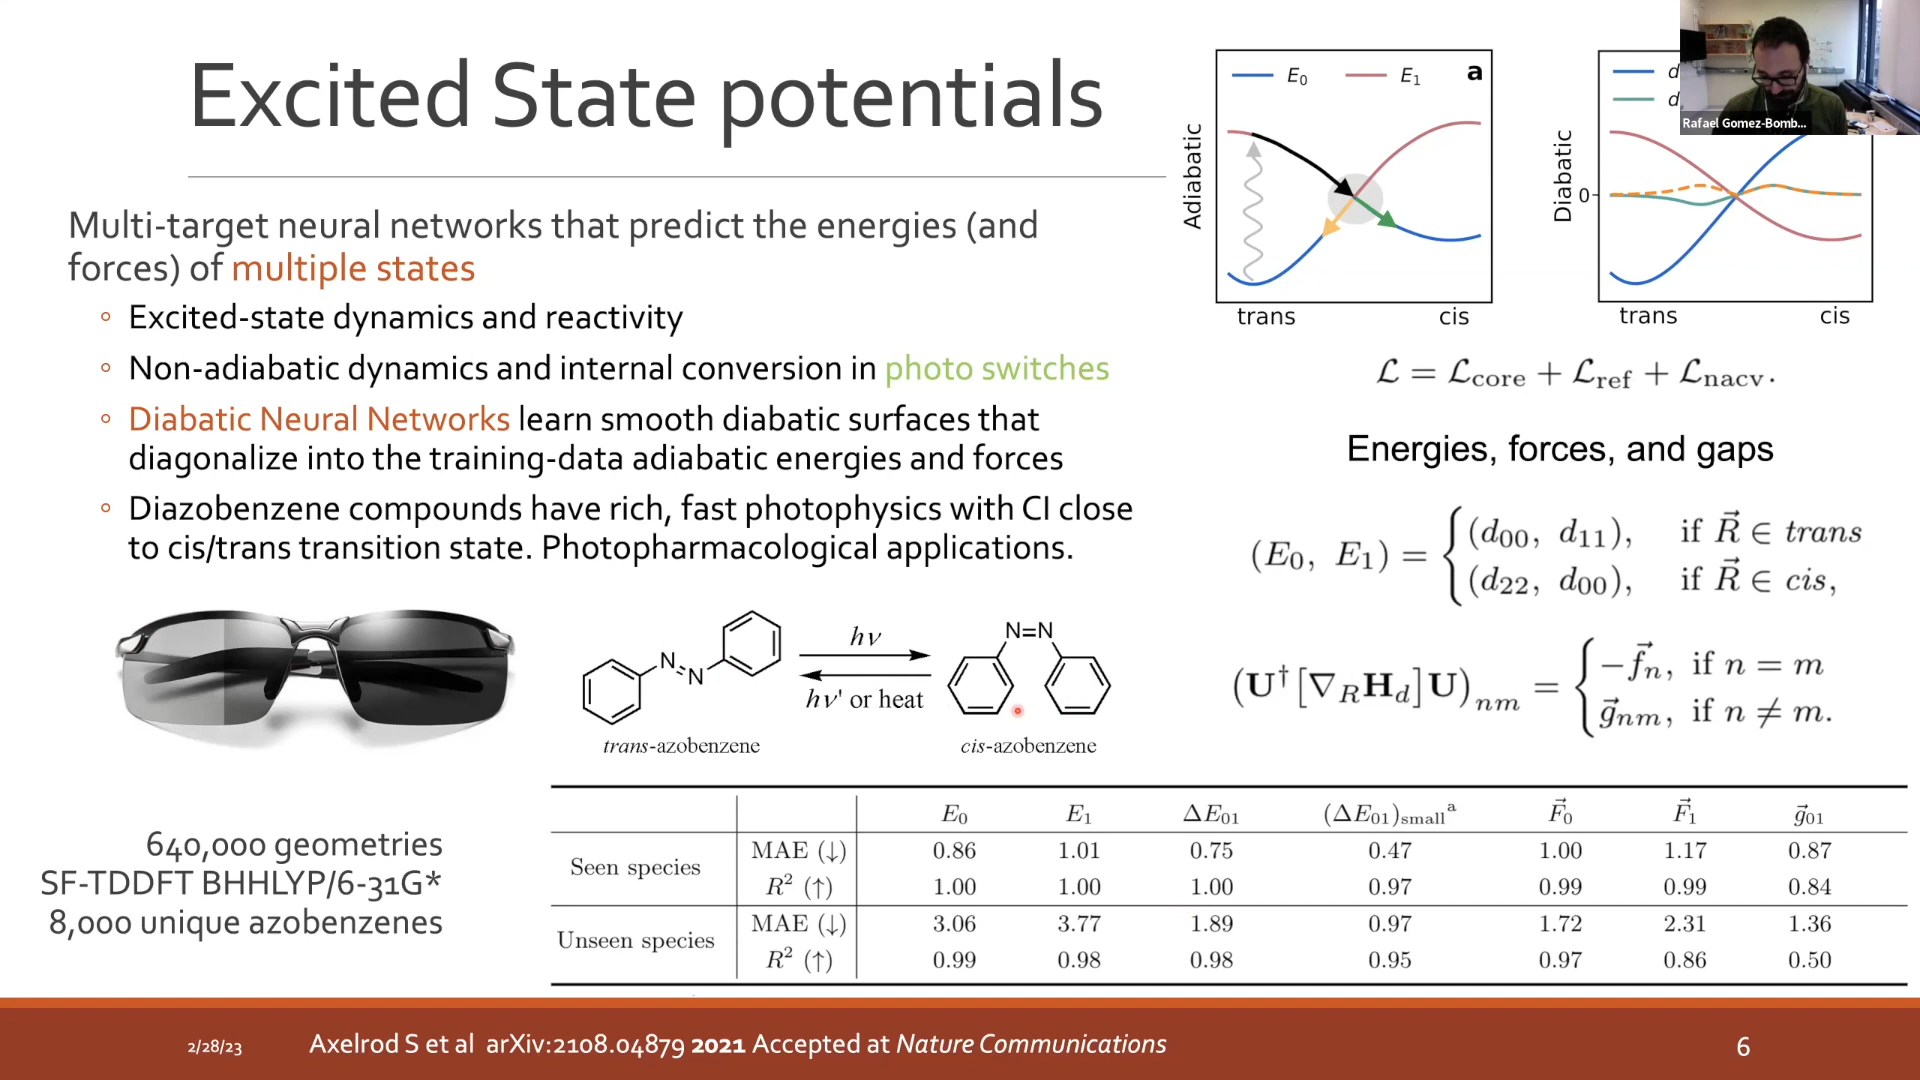 Excited State potentials
Multi-target neural networks that predict the energies (and
forces) of multiple states
◦ Excited-state dynamics and reactivity
◦ Non-adiabatic dynamics and internal conversion in photo switches
◦ Diabatic Neural Networks learn smooth diabatic surfaces that
diagonalize into the training-data adiabatic energies and forces
◦ Diazobenzene compounds have rich, fast photophysics with CI close
to cis/trans transition state. Photopharmacological applications.
E₀ E₁ a
Adiabatic
trans cis
d
d
Diabatic
0
trans cis
Rafael Gomez-Bomb...
ℒ = ℒcore + ℒref + ℒnacv.
Energies, forces, and gaps
(E₀, E₁) = { (d₀₀, d₁₁), if R⃗ ∈ trans
(d₂₂, d₀₀), if R⃗ ∈ cis,
(U† [∇_R H_d] U)_nm = { −f⃗_n, if n = m
g⃗_nm, if n ≠ m.
N N
hν
hν' or heat
N=N
trans-azobenzene
cis-azobenzene
640,000 geometries
SF-TDDFT BHHLYP/6-31G*
8,000 unique azobenzenes
E₀ E₁ ΔE₀₁ (ΔE₀₁)small ᵃ F⃗₀ F⃗₁ g⃗₀₁
Seen species MAE (↓) 0.86 1.01 0.75 0.47 1.00 1.17 0.87
R² (↑) 1.00 1.00 1.00 0.97 0.99 0.99 0.84
Unseen species MAE (↓) 3.06 3.77 1.89 0.97 1.72 2.31 1.36
R² (↑) 0.99 0.98 0.98 0.95 0.97 0.86 0.50
2/28/23
Axelrod S et al arXiv:2108.04879 2021 Accepted at Nature Communications
6